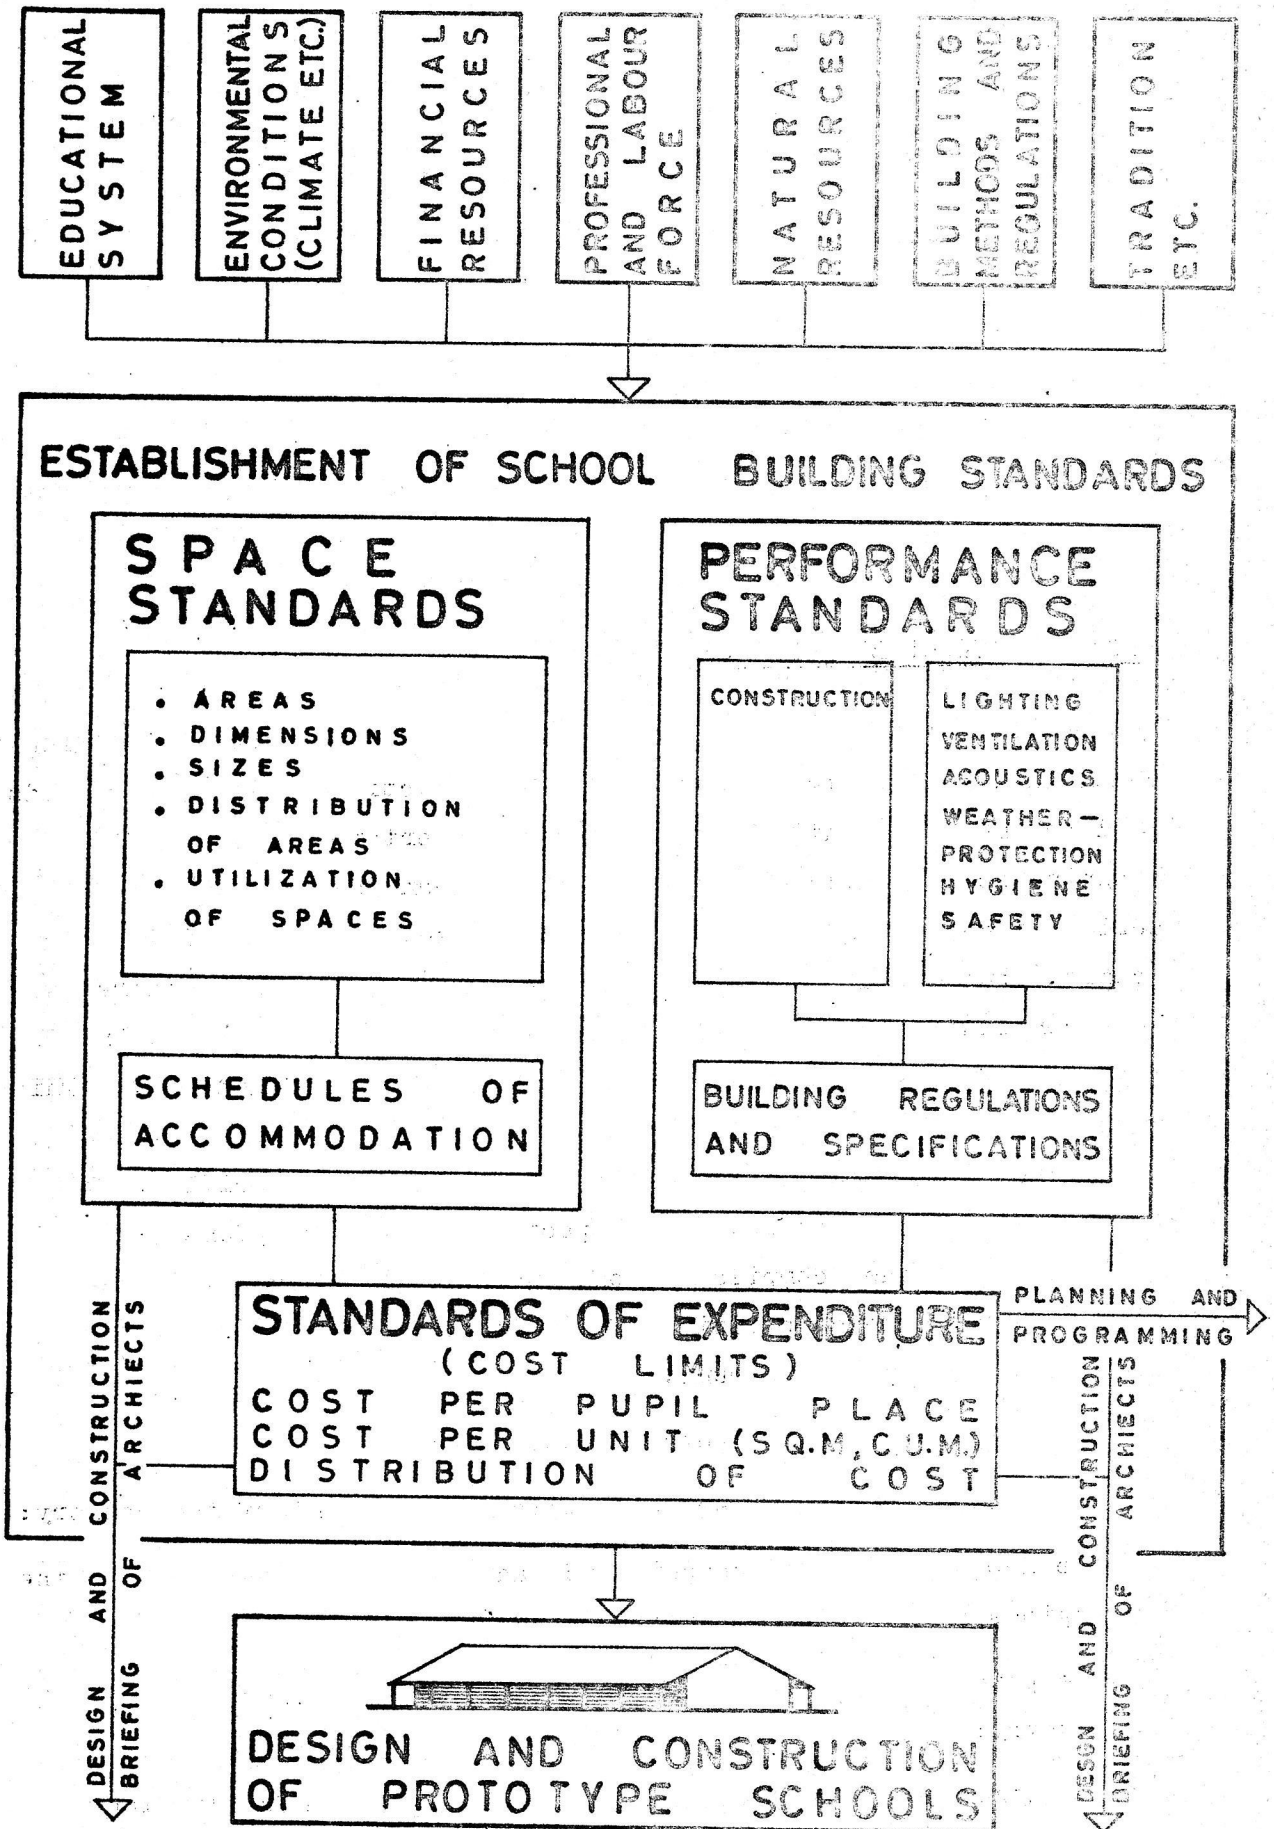 EDUCATIONAL
SYSTEM
ENVIRONMENTAL
CONDITIONS
(CLIMATE ETC.)
FINANCIAL
RESOURCES
PROFESSIONAL
AND LABOUR
FORCE
NATURAL
RESOURCES
BUILDING
METHODS AND
REGULATIONS
TRADITION
ETC.
ESTABLISHMENT OF SCHOOL BUILDING STANDARDS
SPACE
STANDARDS
• AREAS
• DIMENSIONS
• SIZES
• DISTRIBUTION
OF AREAS
• UTILIZATION
OF SPACES
SCHEDULES OF
ACCOMMODATION
PERFORMANCE
STANDARDS
CONSTRUCTION
LIGHTING
VENTILATION
ACOUSTICS
WEATHER-
PROTECTION
HYGIENE
SAFETY
BUILDING REGULATIONS
AND SPECIFICATIONS
STANDARDS OF EXPENDITURE
(COST LIMITS)
COST PER PUPIL PLACE
COST PER UNIT (SQ.M, C.U.M.)
DISTRIBUTION OF COST
PLANNING AND
PROGRAMMING
DESIGN AND CONSTRUCTION
BRIEFING OF ARCHIECTS
DESIGN AND CONSTRUCTION
BRIEFING OF ARCHIECTS
DESIGN AND CONSTRUCTION
OF PROTOTYPE SCHOOLS